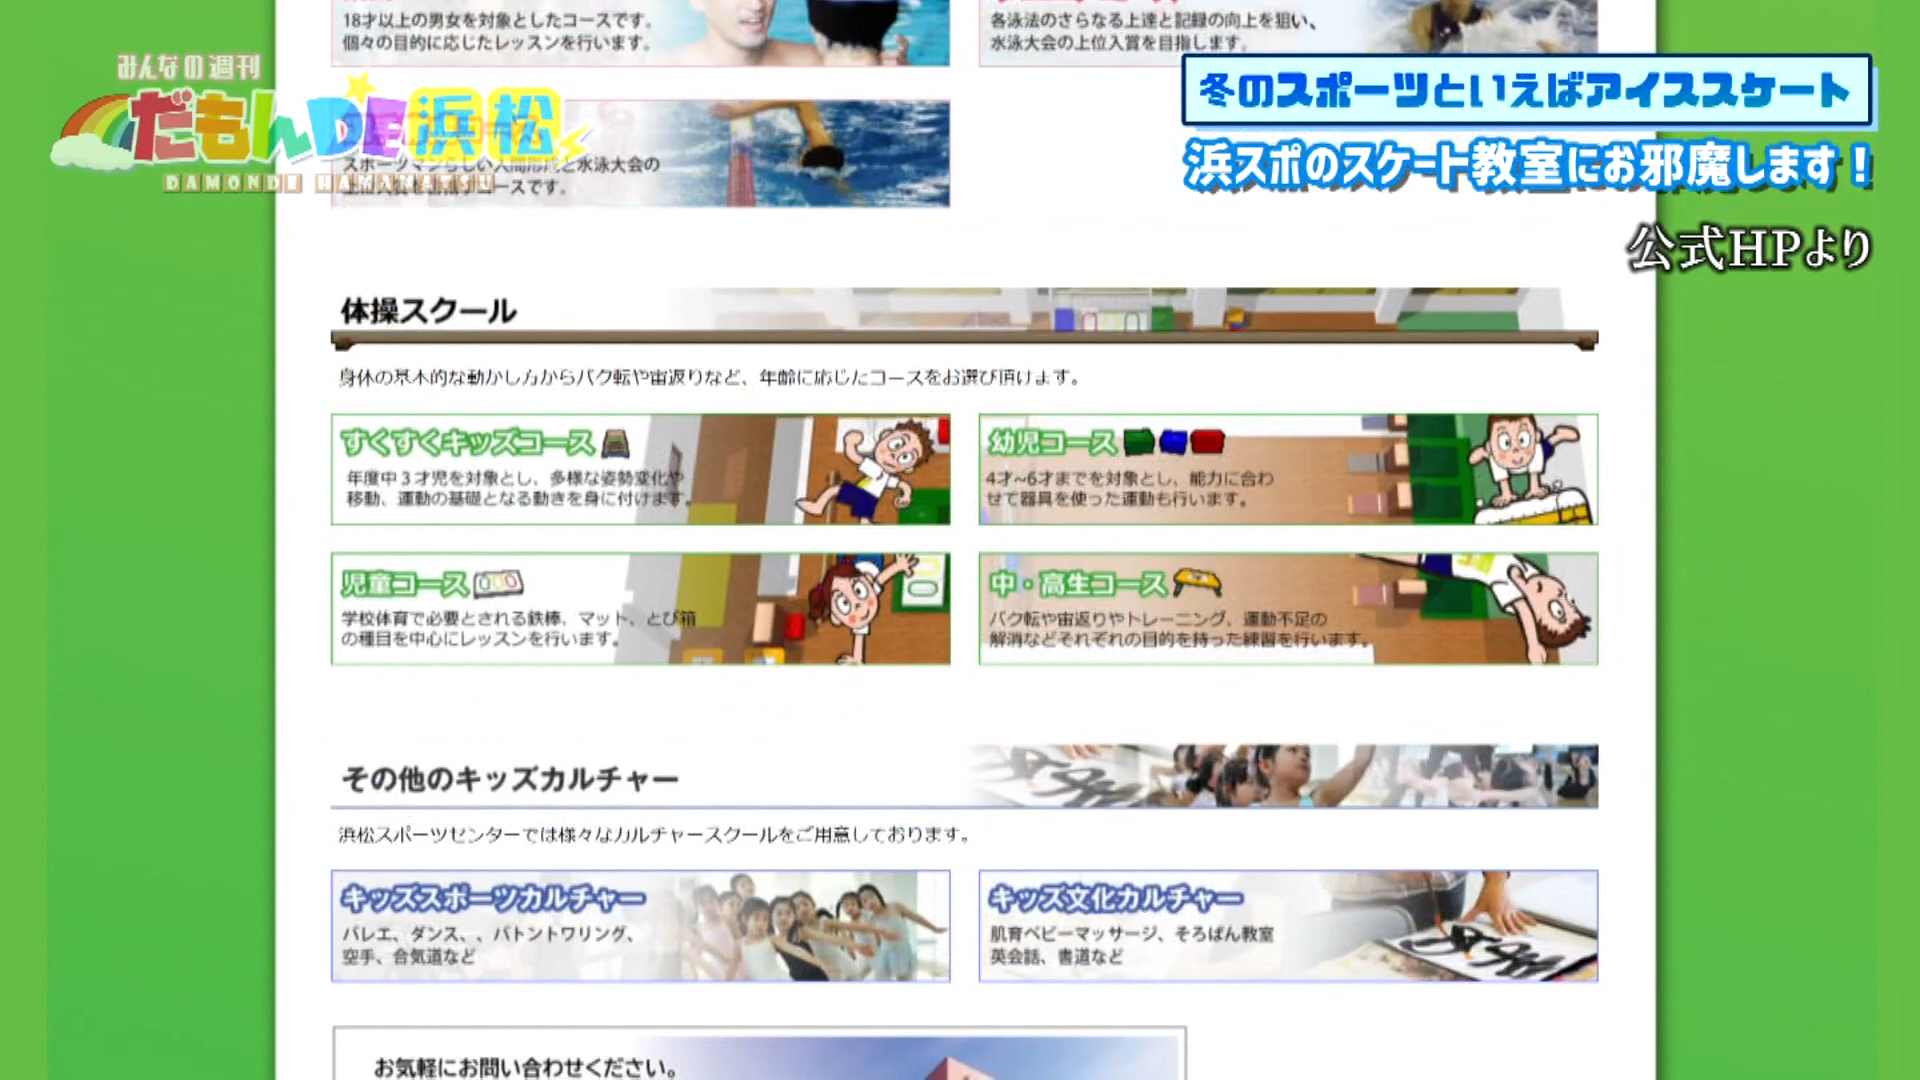 18才以上の男女を対象としたコースです。
個々の目的に応じたレッスンを行います。
各泳法のさらなる上達と記録の向上を狙い、
水泳大会の上位入賞を目指します。
みんなの週刊
だもんDE浜松
DAMONDE HAMAMATSU
冬のスポーツといえばアイススケート
浜スポのスケート教室にお邪魔します！
公式HPより
スポーツマンらしい人間形成と水泳大会の
コースです。
体操スクール
身体の基本的な動かし方からバク転や宙返りなど、年齢に応じたコースをお選び頂けます。
すくすくキッズコース
年度中３才児を対象とし、多様な姿勢変化や
移動、運動の基礎となる動きを身に付けます。
幼児コース
4才~6才までを対象とし、能力に合わ
せて器具を使った運動も行います。
児童コース
学校体育で必要とされる鉄棒、マット、とび箱
の種目を中心にレッスンを行います。
中・高生コース
バク転や宙返りやトレーニング、運動不足の
解消などそれぞれの目的を持った練習を行います。
その他のキッズカルチャー
浜松スポーツセンターでは様々なカルチャースクールをご用意しております。
キッズスポーツカルチャー
バレエ、ダンス、、バトントワリング、
空手、合気道など
キッズ文化カルチャー
肌育ベビーマッサージ、そろばん教室
英会話、書道など
お気軽にお問い合わせください。